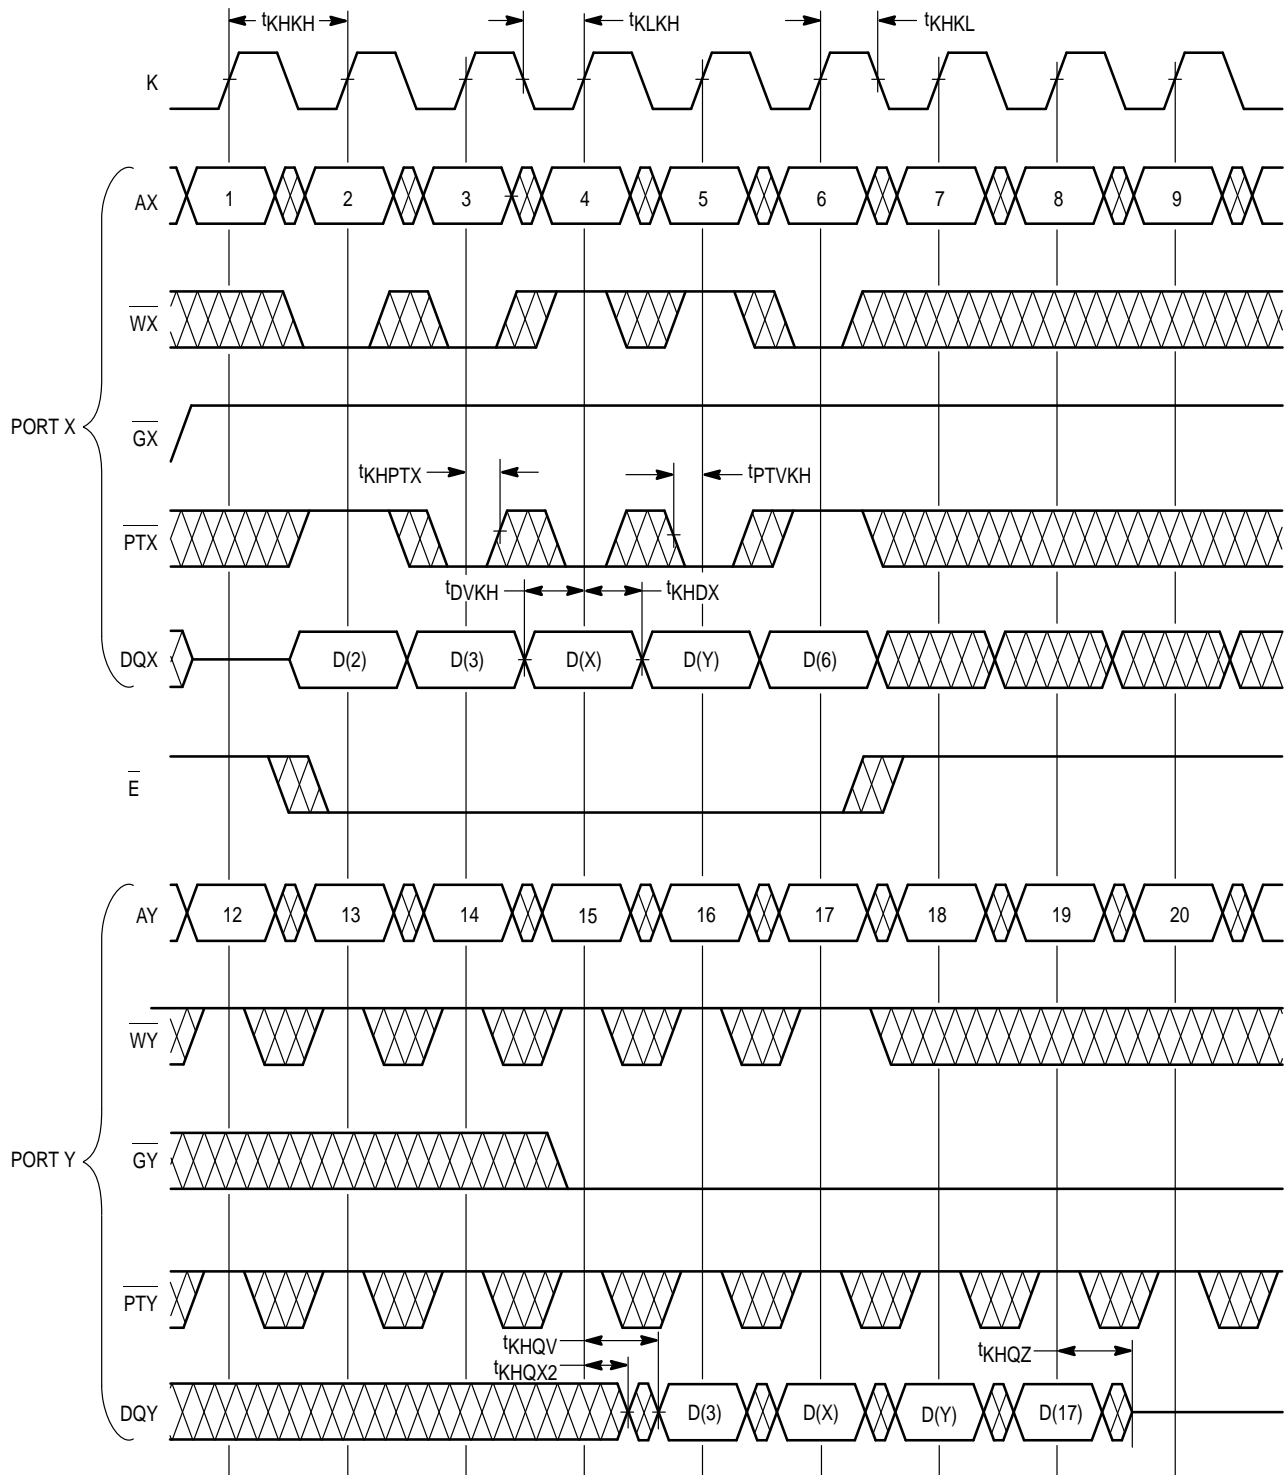 tKHKH tKLKH tKHKL
K
AX 1 2 3 4 5 6 7 8 9
WX
PORT X
GX
tKHPTX tPTVKH
PTX
tDVKH tKHDX
DQX D(2) D(3) D(X) D(Y) D(6)
E
AY 12 13 14 15 16 17 18 19 20
WY
PORT Y
GY
PTY
tKHQV
tKHQX2 tKHQZ
DQY D(3) D(X) D(Y) D(17)